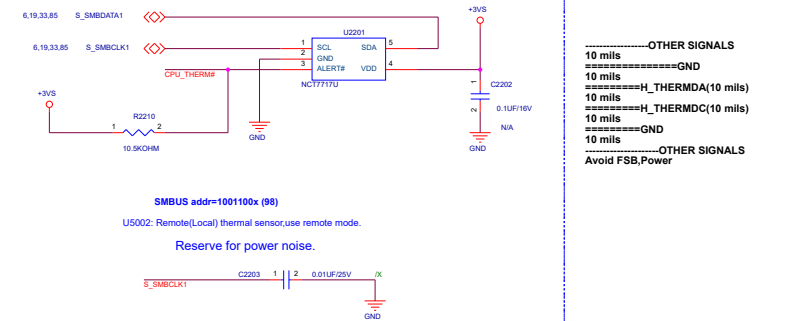 +3VS
6,19,33,85 S_SMBDATA1
U2201
6,19,33,85 S_SMBCLK1
1 SCL SDA 5
2 GND
3 ALERT# VDD 4
CPU_THERM#
NCT7717U
+3VS
1 C2202 2
0.1UF/16V
N/A
GND
R2210
1 2
10.5KOHM
GND
------------------OTHER SIGNALS
10 mils
===============GND
10 mils
=========H_THERMDA(10 mils)
10 mils
=========H_THERMDC(10 mils)
10 mils
=========GND
10 mils
---------------------OTHER SIGNALS
Avoid FSB,Power
SMBUS addr=1001100x (98)
U5002: Remote(Local) thermal sensor,use remote mode.
Reserve for power noise.
C2203 1 2 0.01UF/25V /X
S_SMBCLK1
GND